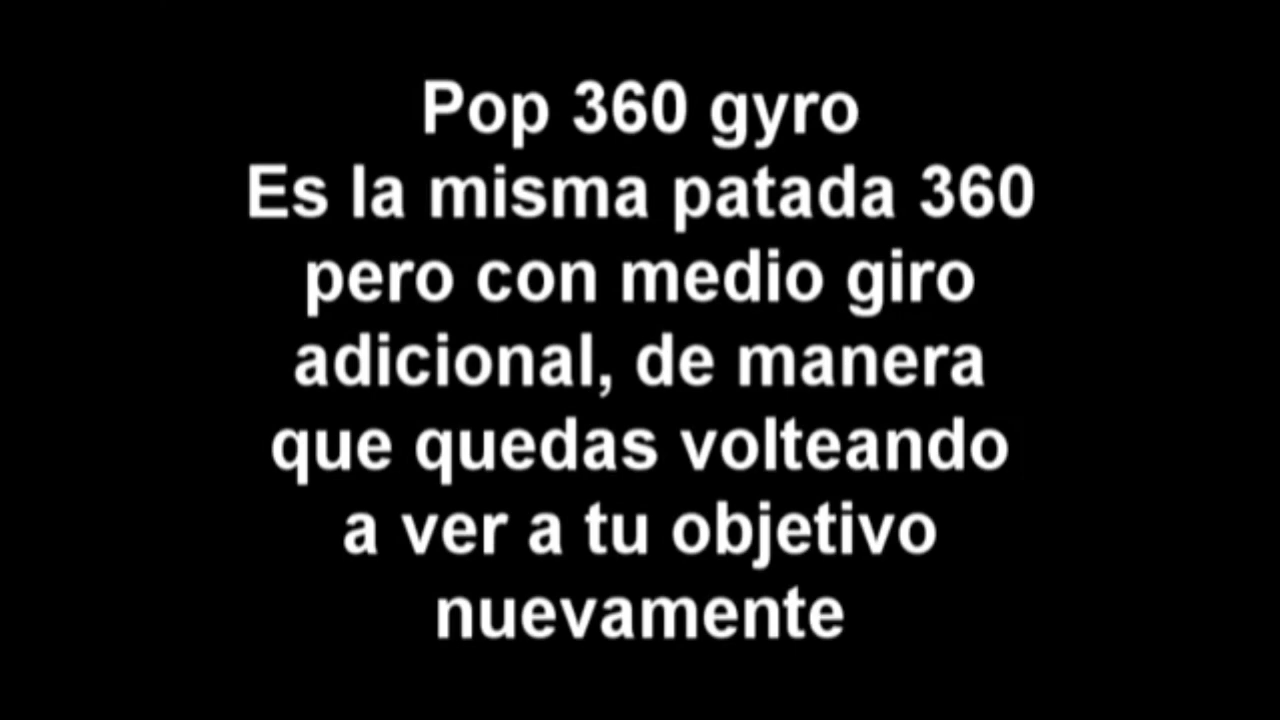 Pop 360 gyro
Es la misma patada 360
pero con medio giro
adicional, de manera
que quedas volteando
a ver a tu objetivo
nuevamente